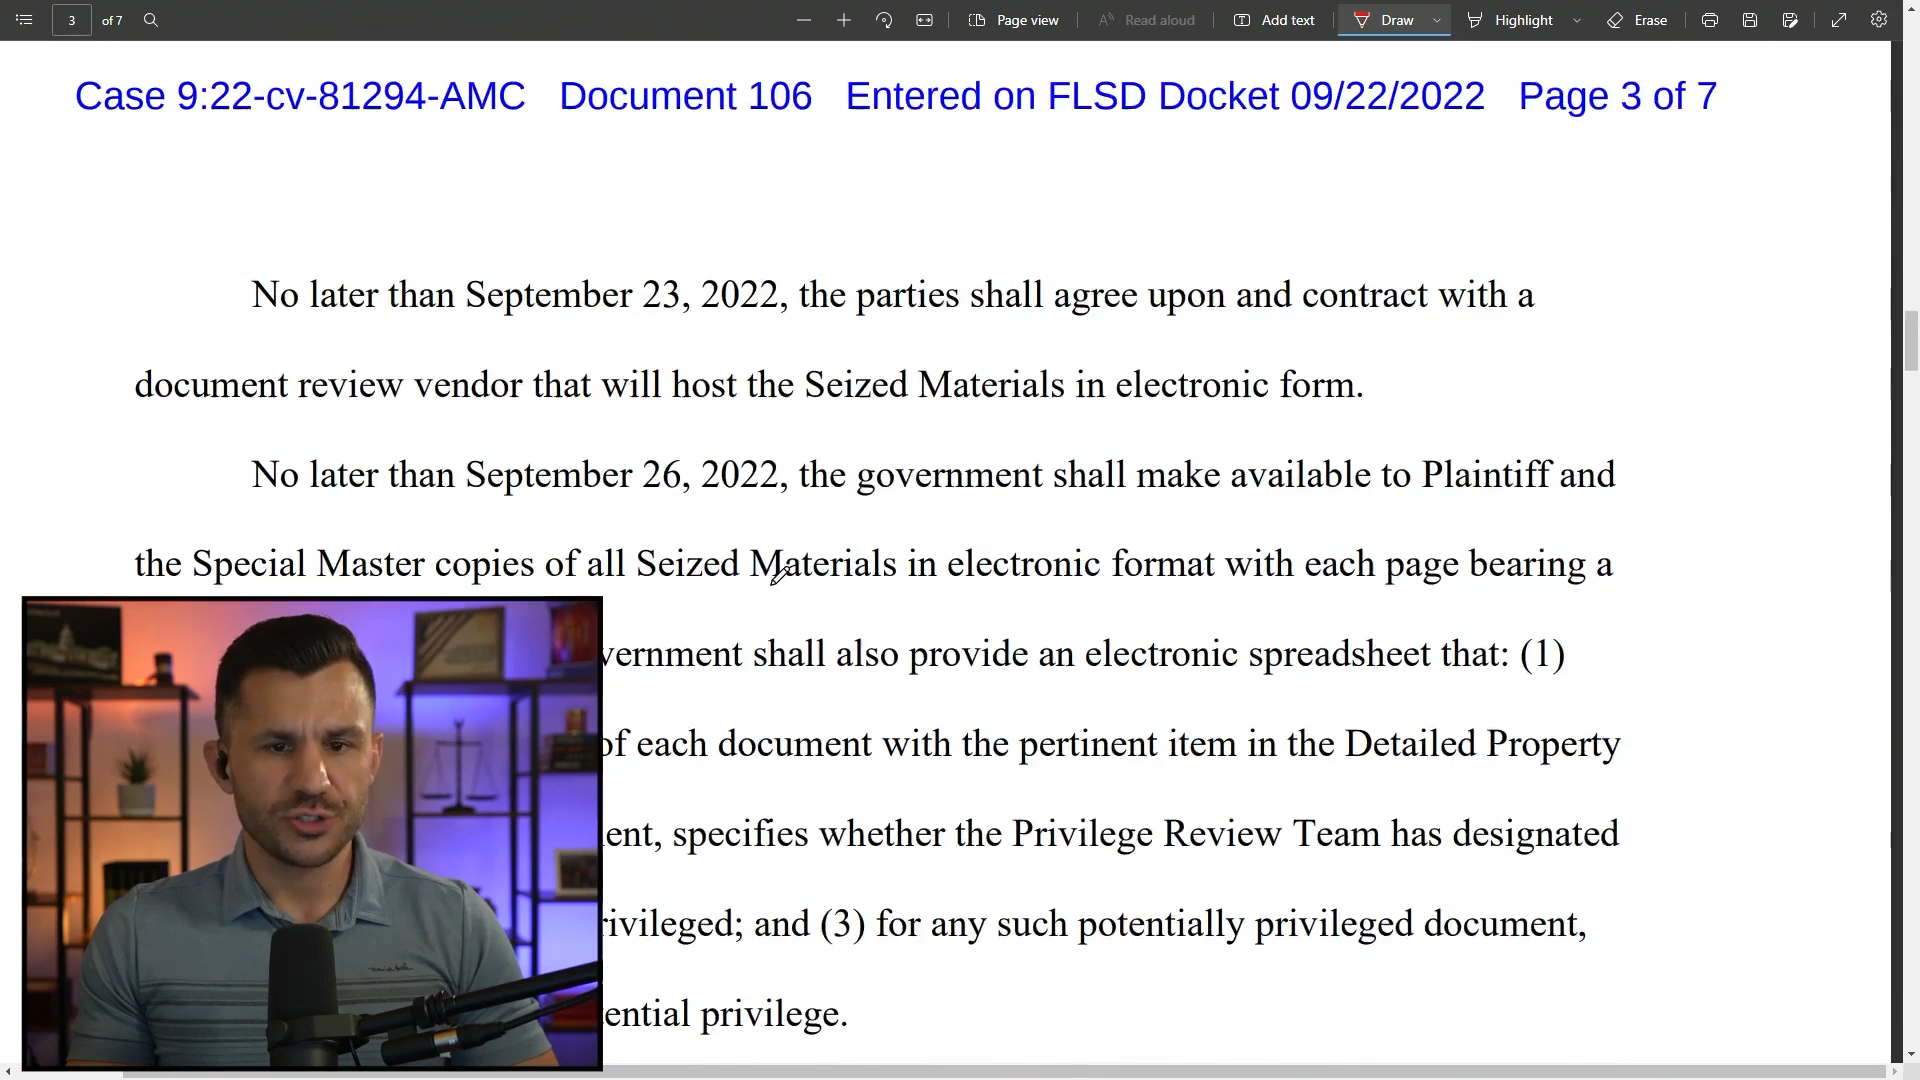 3 of 7 Page view Read aloud Add text Draw Highlight Erase
Case 9:22-cv-81294-AMC Document 106 Entered on FLSD Docket 09/22/2022 Page 3 of 7
No later than September 23, 2022, the parties shall agree upon and contract with a
document review vendor that will host the Seized Materials in electronic form.
No later than September 26, 2022, the government shall make available to Plaintiff and
the Special Master copies of all Seized Materials in electronic format with each page bearing a
vernment shall also provide an electronic spreadsheet that: (1)
of each document with the pertinent item in the Detailed Property
ent, specifies whether the Privilege Review Team has designated
rivileged; and (3) for any such potentially privileged document,
ential privilege.